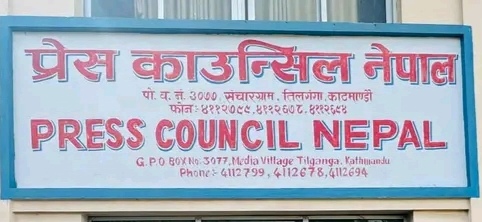 प्रेस काउन्सिल नेपाल
पो. व. नं. ३०७७, संचारग्राम, तिलगंगा, काठमाण्डौ
फोन:- ४११२७९९, ४११२६७८, ४११२६९४
PRESS COUNCIL NEPAL
G.P.O BOX No. 3077, Media Village Tilganga, Kathmandu
Phone:- 4112799, 4112678, 4112694